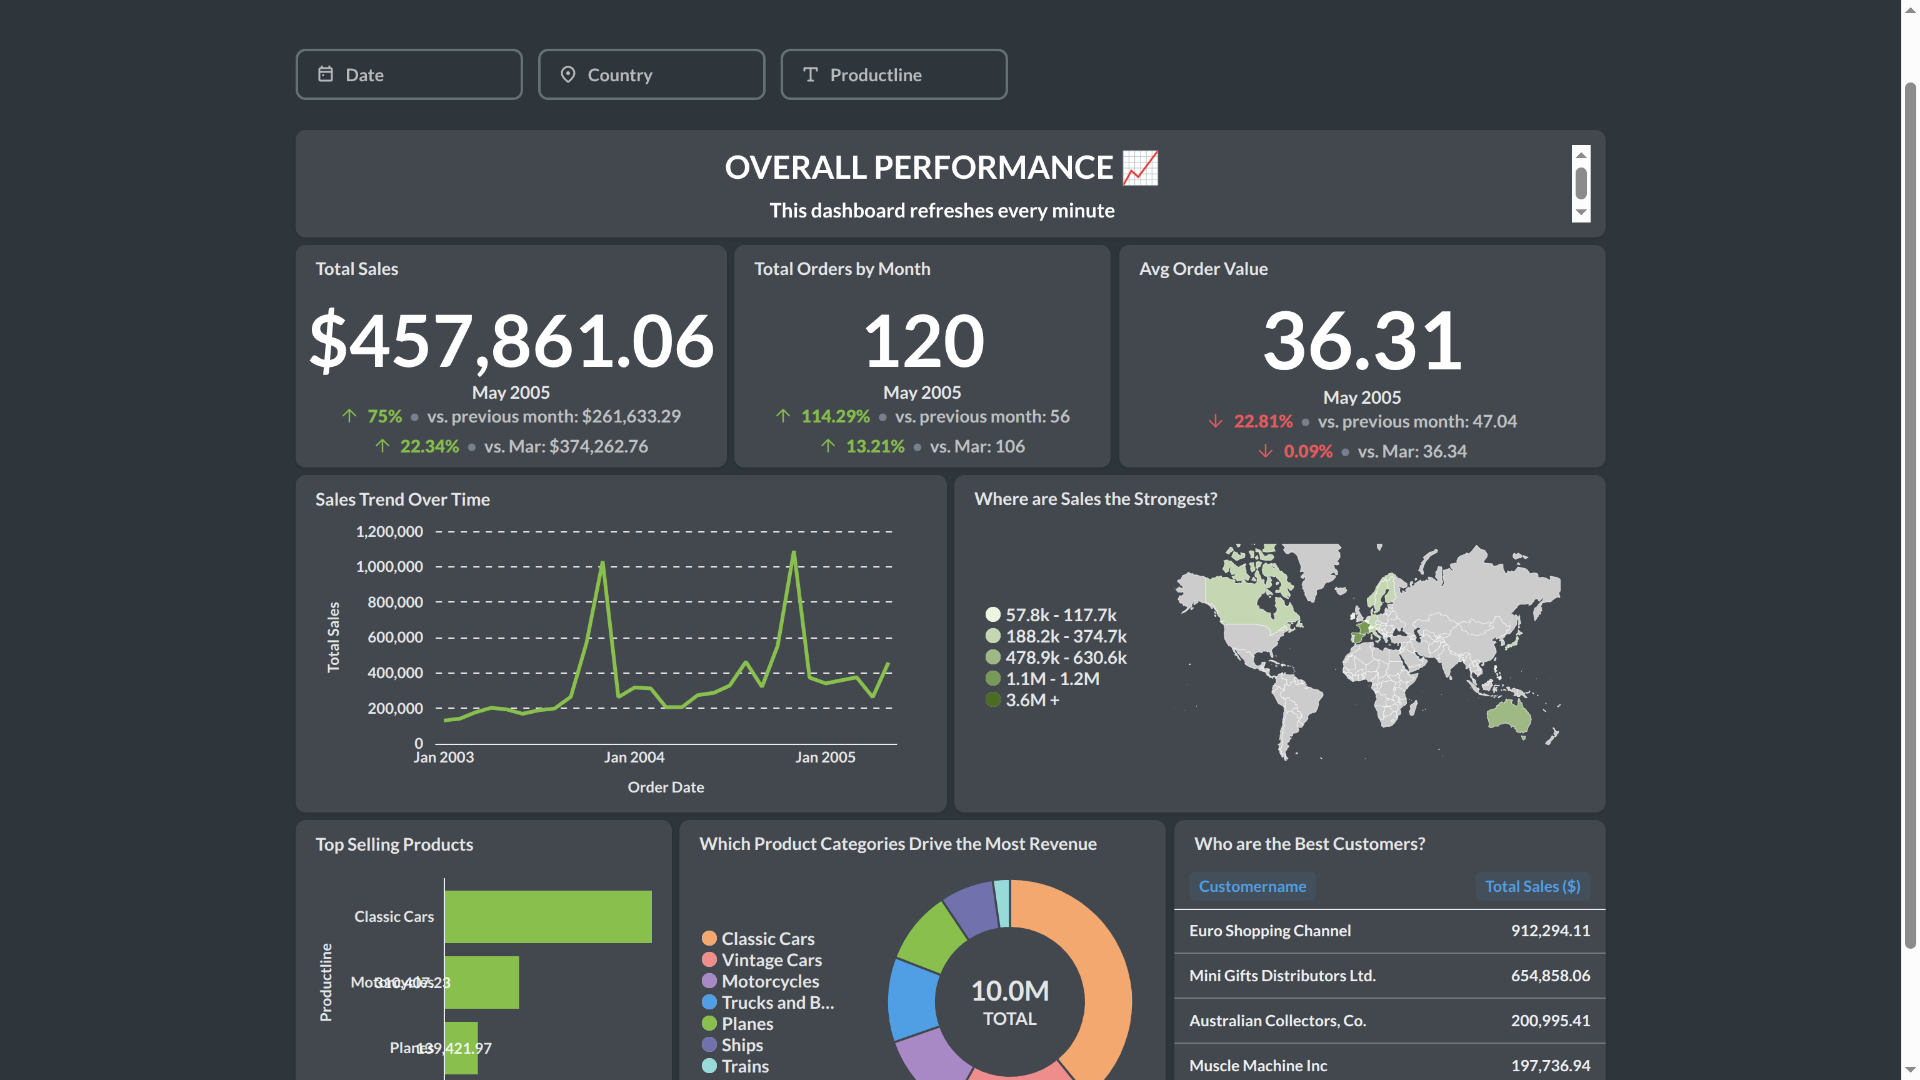 Date
Country
Productline
OVERALL PERFORMANCE 📈
This dashboard refreshes every minute
Total Sales
$457,861.06
May 2005
↑ 75% • vs. previous month: $261,633.29
↑ 22.34% • vs. Mar: $374,262.76
Total Orders by Month
120
May 2005
↑ 114.29% • vs. previous month: 56
↑ 13.21% • vs. Mar: 106
Avg Order Value
36.31
May 2005
↓ 22.81% • vs. previous month: 47.04
↓ 0.09% • vs. Mar: 36.34
Sales Trend Over Time
1,200,000
1,000,000
800,000
600,000
400,000
200,000
0
Total Sales
Jan 2003
Jan 2004
Jan 2005
Order Date
Where are Sales the Strongest?
57.8k - 117.7k
188.2k - 374.7k
478.9k - 630.6k
1.1M - 1.2M
3.6M +
Top Selling Products
Productline
Classic Cars
Motorcycles
Planes
139,421.97
Which Product Categories Drive the Most Revenue
Classic Cars
Vintage Cars
Motorcycles
Trucks and B...
Planes
Ships
Trains
10.0M
TOTAL
Who are the Best Customers?
Customername Total Sales ($)
Euro Shopping Channel 912,294.11
Mini Gifts Distributors Ltd. 654,858.06
Australian Collectors, Co. 200,995.41
Muscle Machine Inc 197,736.94